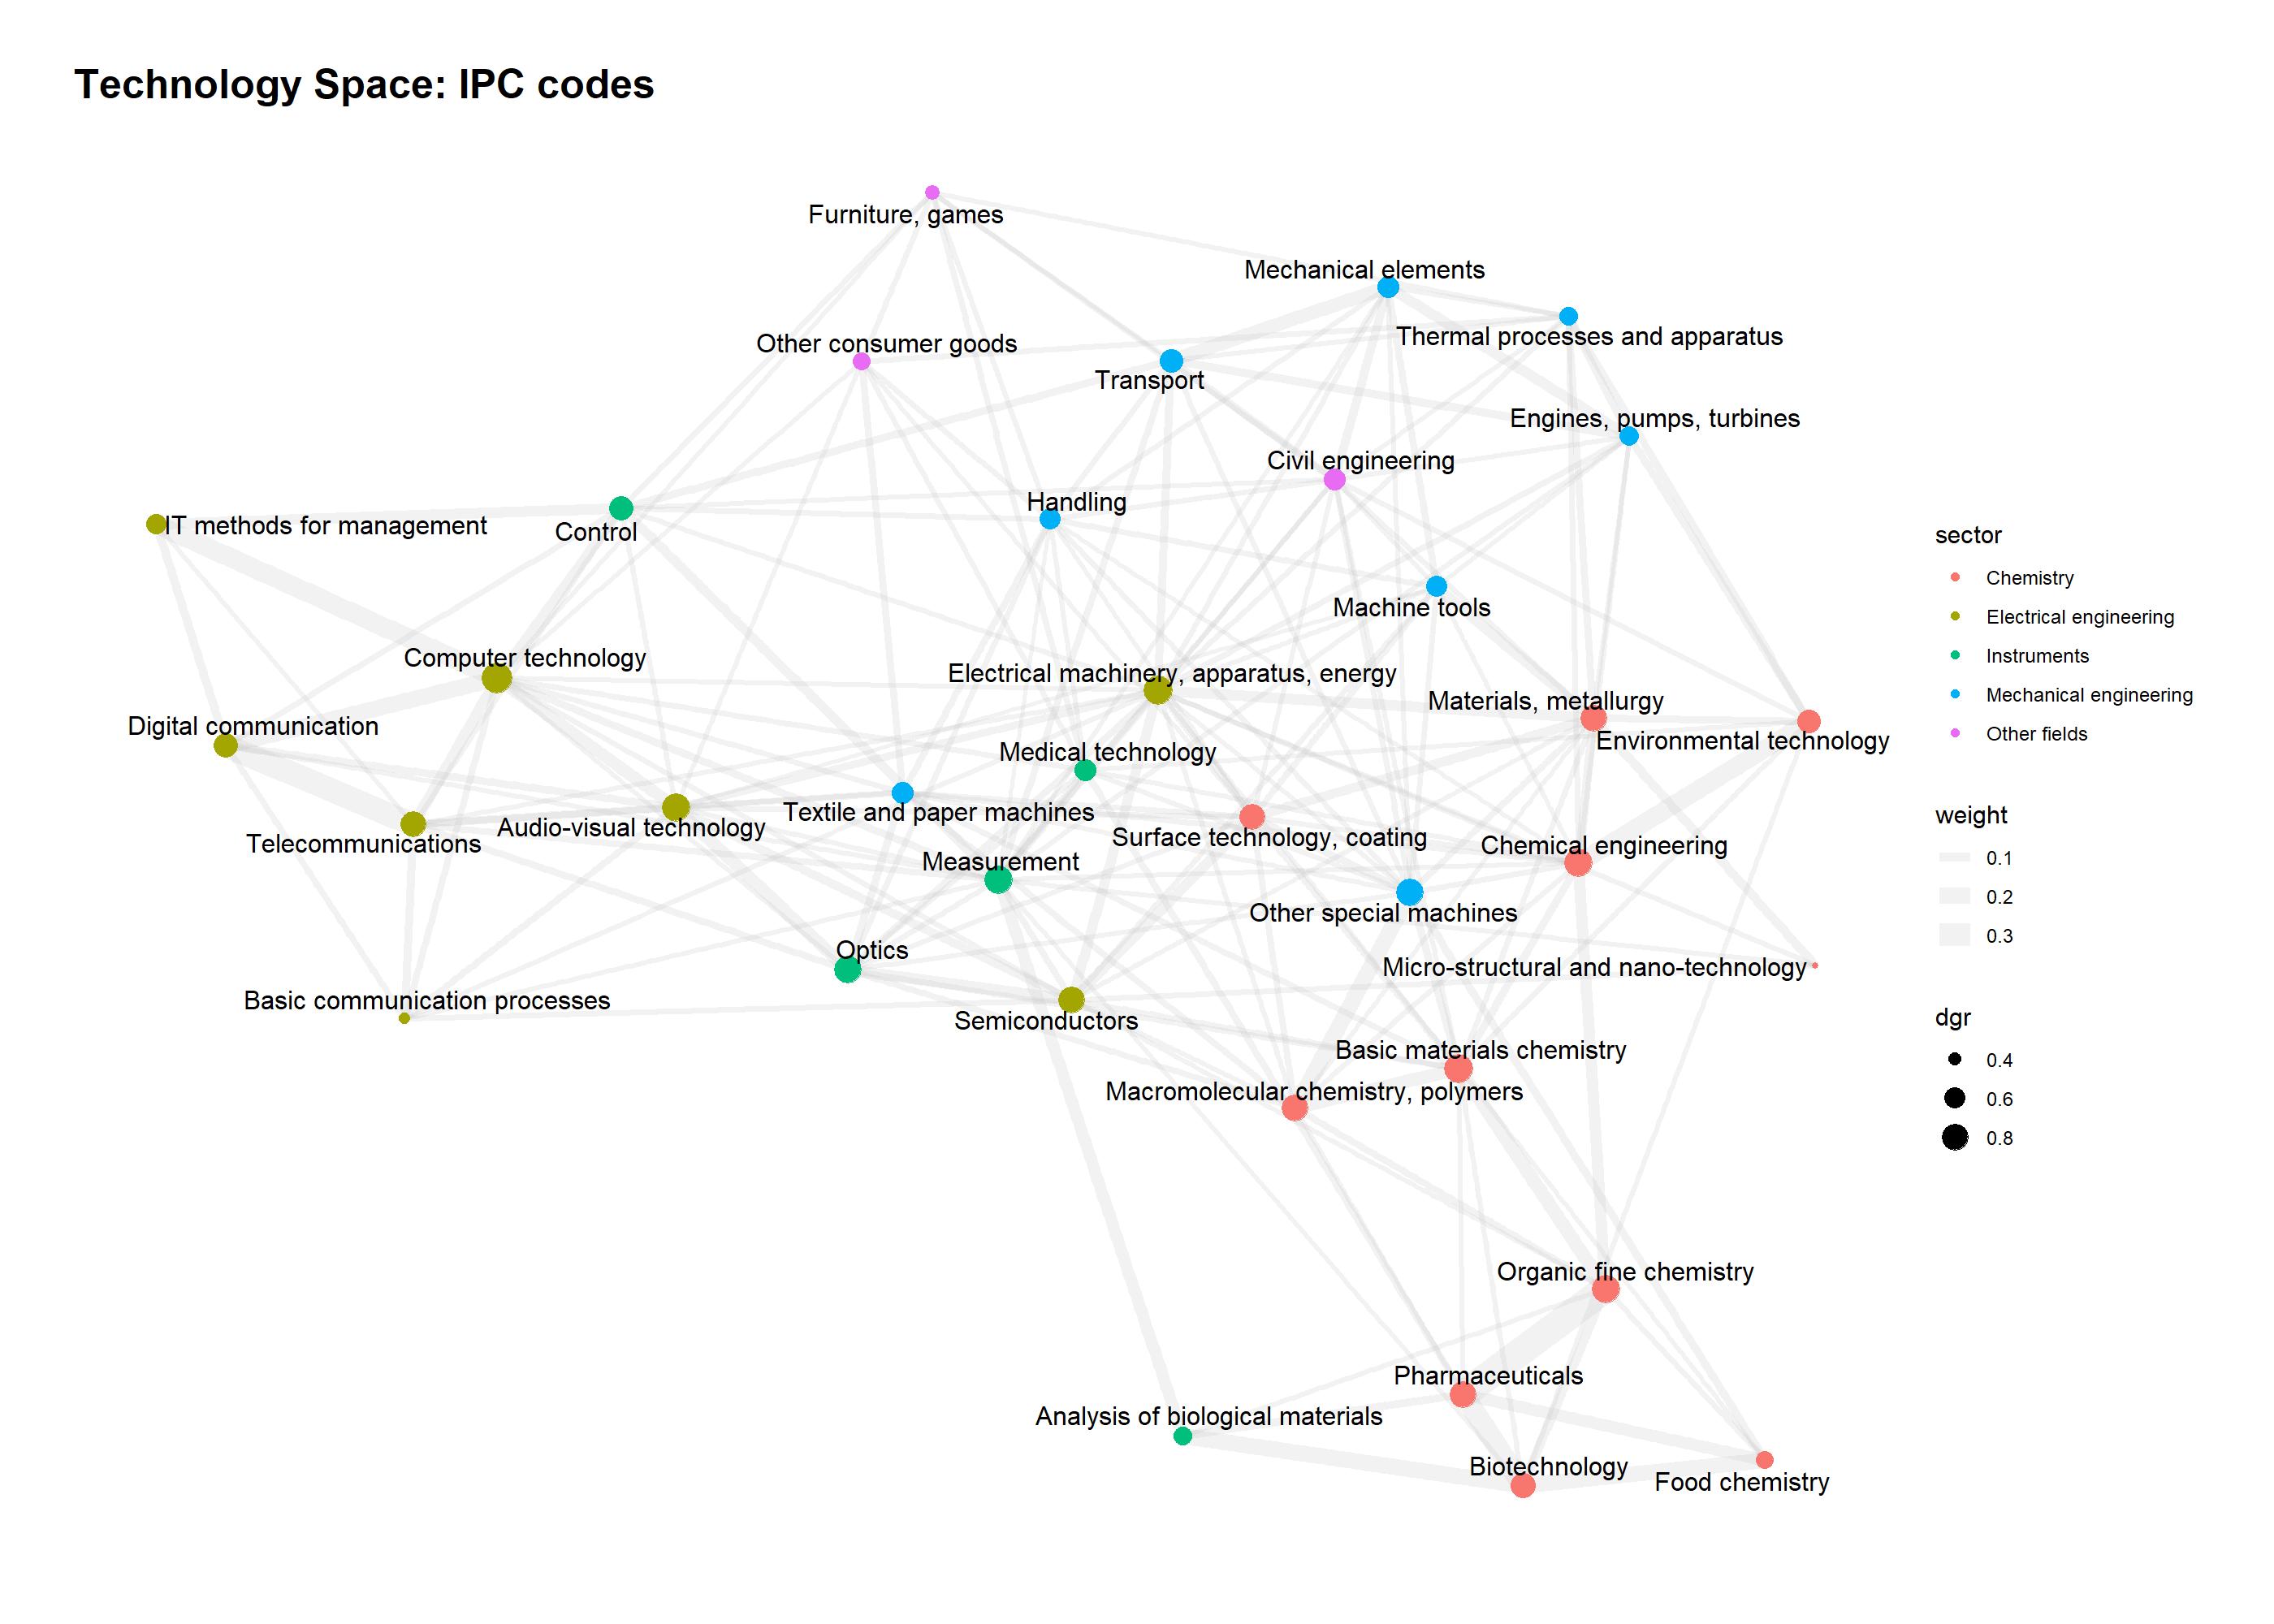 Technology Space: IPC codes
Furniture, games
Mechanical elements
Thermal processes and apparatus
Other consumer goods
Transport
Engines, pumps, turbines
Civil engineering
Handling
IT methods for management
Control
Machine tools
Computer technology
Electrical machinery, apparatus, energy
Materials, metallurgy
Digital communication
Environmental technology
Medical technology
Textile and paper machines
Audio-visual technology
Surface technology, coating
Telecommunications
Chemical engineering
Measurement
Other special machines
Optics
Micro-structural and nano-technology
Basic communication processes
Semiconductors
Basic materials chemistry
Macromolecular chemistry, polymers
Organic fine chemistry
Pharmaceuticals
Analysis of biological materials
Biotechnology
Food chemistry
sector
Chemistry
Electrical engineering
Instruments
Mechanical engineering
Other fields
weight
0.1
0.2
0.3
dgr
0.4
0.6
0.8